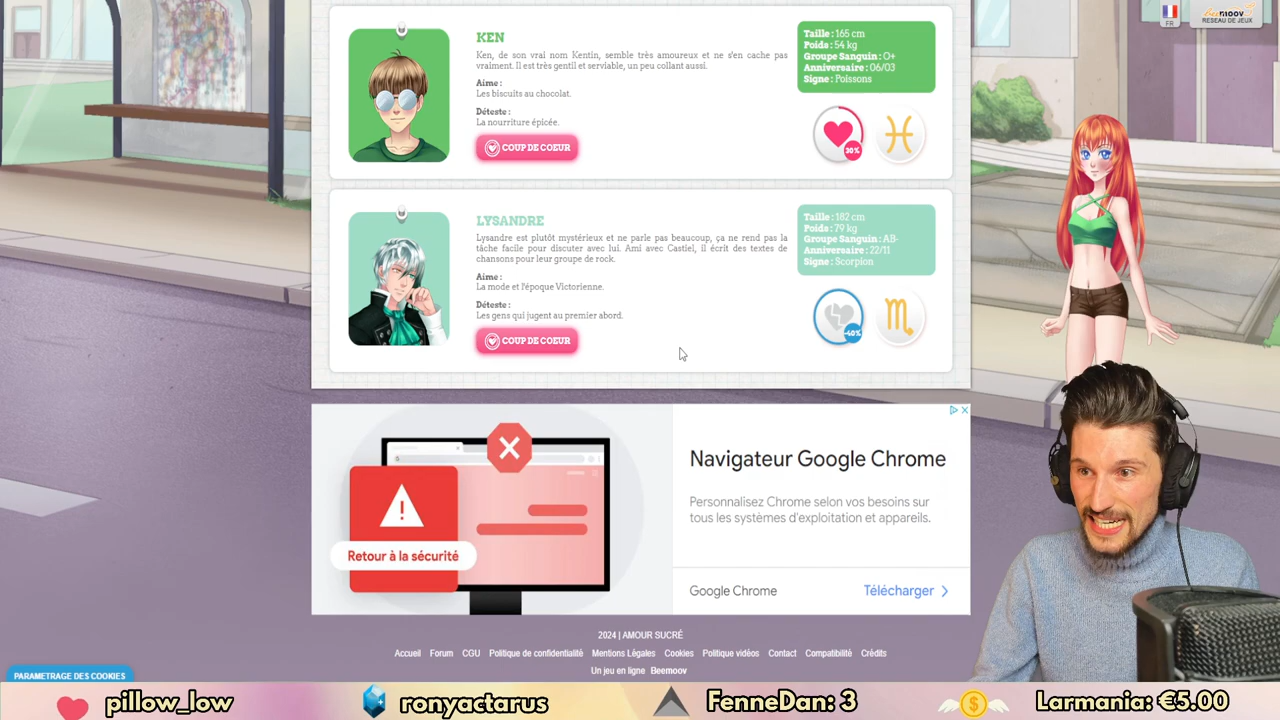 FR
Beemoov
RESEAU DE JEUX
KEN
Ken, de son vrai nom Kentin, semble très amoureux et ne s'en cache pas
vraiment. Il est très gentil et serviable, un peu collant aussi.
Aime :
Les biscuits au chocolat.
Déteste :
La nourriture épicée.
COUP DE COEUR
Taille : 165 cm
Poids : 54 kg
Groupe Sanguin : O+
Anniversaire : 06/03
Signe : Poissons
30%
LYSANDRE
Lysandre est plutôt mystérieux et ne parle pas beaucoup, ça ne rend pas la
tâche facile pour discuter avec lui. Ami avec Castiel, il écrit des textes de
chansons pour leur groupe de rock.
Aime :
La mode et l'époque Victorienne.
Déteste :
Les gens qui jugent au premier abord.
COUP DE COEUR
Taille : 182 cm
Poids : 79 kg
Groupe Sanguin : AB-
Anniversaire : 22/11
Signe : Scorpion
-40%
Retour à la sécurité
Navigateur Google Chrome
Personnalisez Chrome selon vos besoins sur
tous les systèmes d'exploitation et appareils.
Google Chrome
Télécharger
2024 | AMOUR SUCRÉ
Accueil Forum CGU Politique de confidentialité Mentions Légales Cookies Politique vidéos Contact Compatibilité Crédits
Un jeu en ligne Beemoov
PARAMETRAGE DES COOKIES
pillow_low ronyactarus FenneDan: 3 Larmania: €5.00